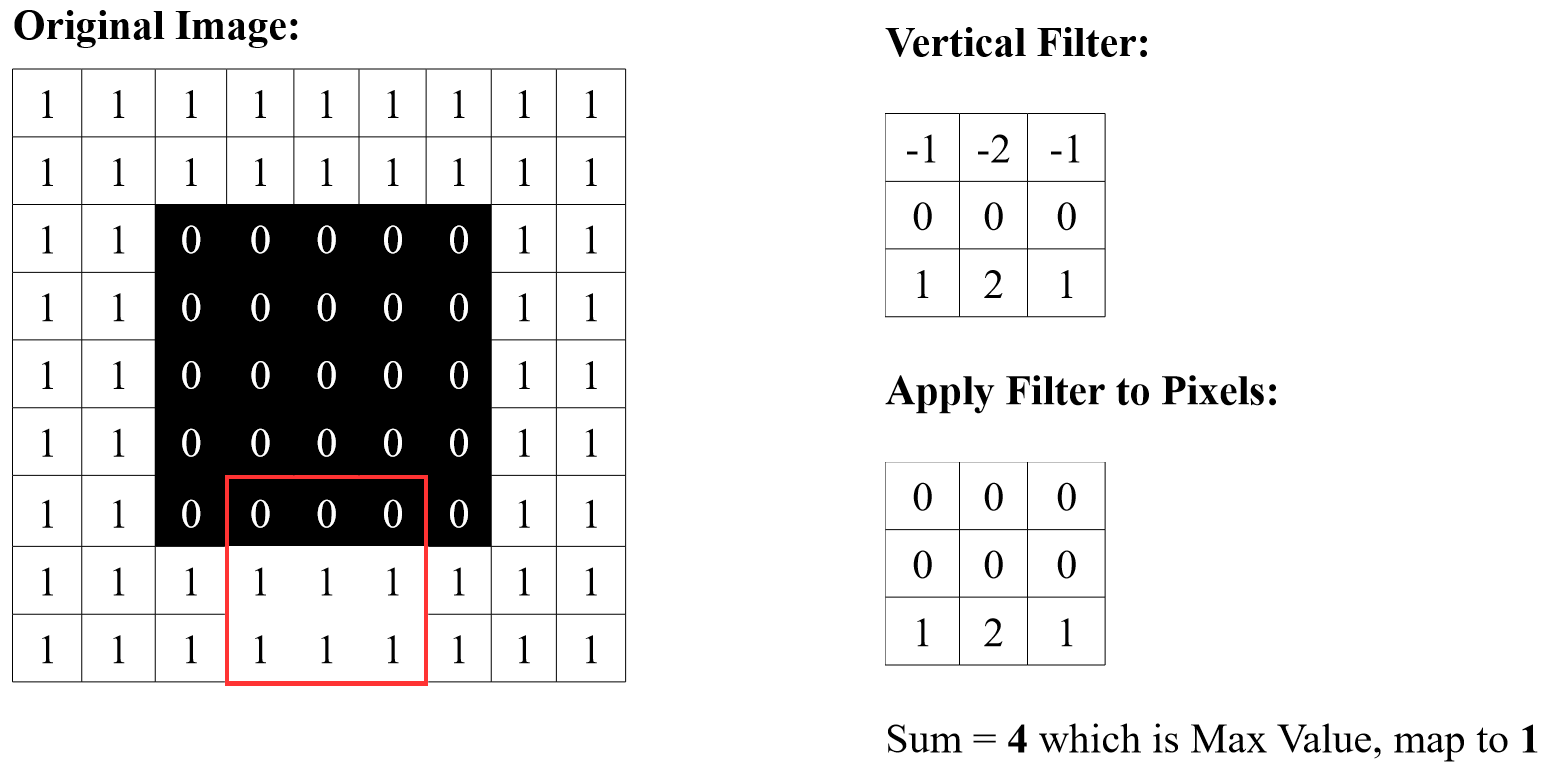 Original Image:
1 1 1 1 1 1 1 1 1
1 1 1 1 1 1 1 1 1
1 1 0 0 0 0 0 1 1
1 1 0 0 0 0 0 1 1
1 1 0 0 0 0 0 1 1
1 1 0 0 0 0 0 1 1
1 1 0 0 0 0 0 1 1
1 1 1 1 1 1 1 1 1
1 1 1 1 1 1 1 1 1
Vertical Filter:
-1 -2 -1
0 0 0
1 2 1
Apply Filter to Pixels:
0 0 0
0 0 0
1 2 1
Sum = 4 which is Max Value, map to 1